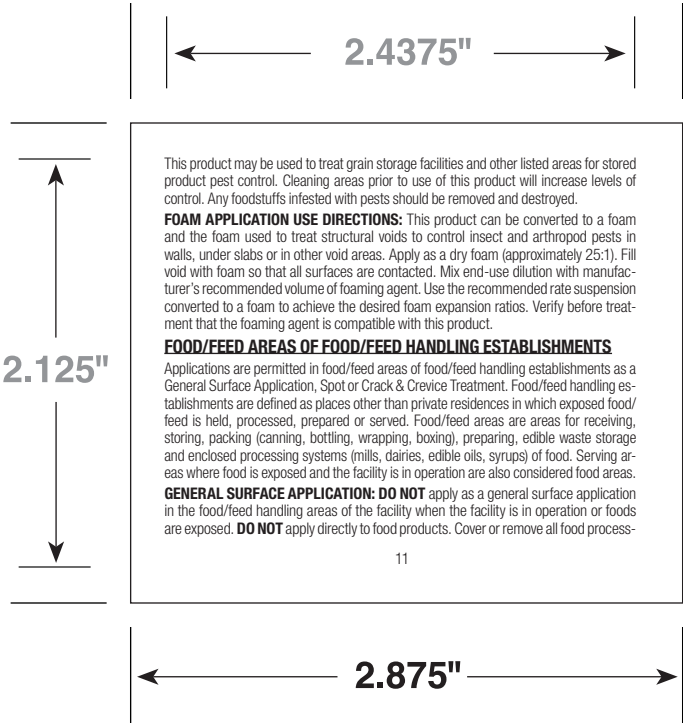 2.4375"
This product may be used to treat grain storage facilities and other listed areas for stored
product pest control. Cleaning areas prior to use of this product will increase levels of
control. Any foodstuffs infested with pests should be removed and destroyed.
FOAM APPLICATION USE DIRECTIONS: This product can be converted to a foam
and the foam used to treat structural voids to control insect and arthropod pests in
walls, under slabs or in other void areas. Apply as a dry foam (approximately 25:1). Fill
void with foam so that all surfaces are contacted. Mix end-use dilution with manufac-
turer's recommended volume of foaming agent. Use the recommended rate suspension
converted to a foam to achieve the desired foam expansion ratios. Verify before treat-
ment that the foaming agent is compatible with this product.
FOOD/FEED AREAS OF FOOD/FEED HANDLING ESTABLISHMENTS
Applications are permitted in food/feed areas of food/feed handling establishments as a
General Surface Application, Spot or Crack & Crevice Treatment. Food/feed handling es-
tablishments are defined as places other than private residences in which exposed food/
feed is held, processed, prepared or served. Food/feed areas are areas for receiving,
storing, packing (canning, bottling, wrapping, boxing), preparing, edible waste storage
and enclosed processing systems (mills, dairies, edible oils, syrups) of food. Serving ar-
eas where food is exposed and the facility is in operation are also considered food areas.
GENERAL SURFACE APPLICATION: DO NOT apply as a general surface application
in the food/feed handling areas of the facility when the facility is in operation or foods
are exposed. DO NOT apply directly to food products. Cover or remove all food process-
11
2.125"
2.875"